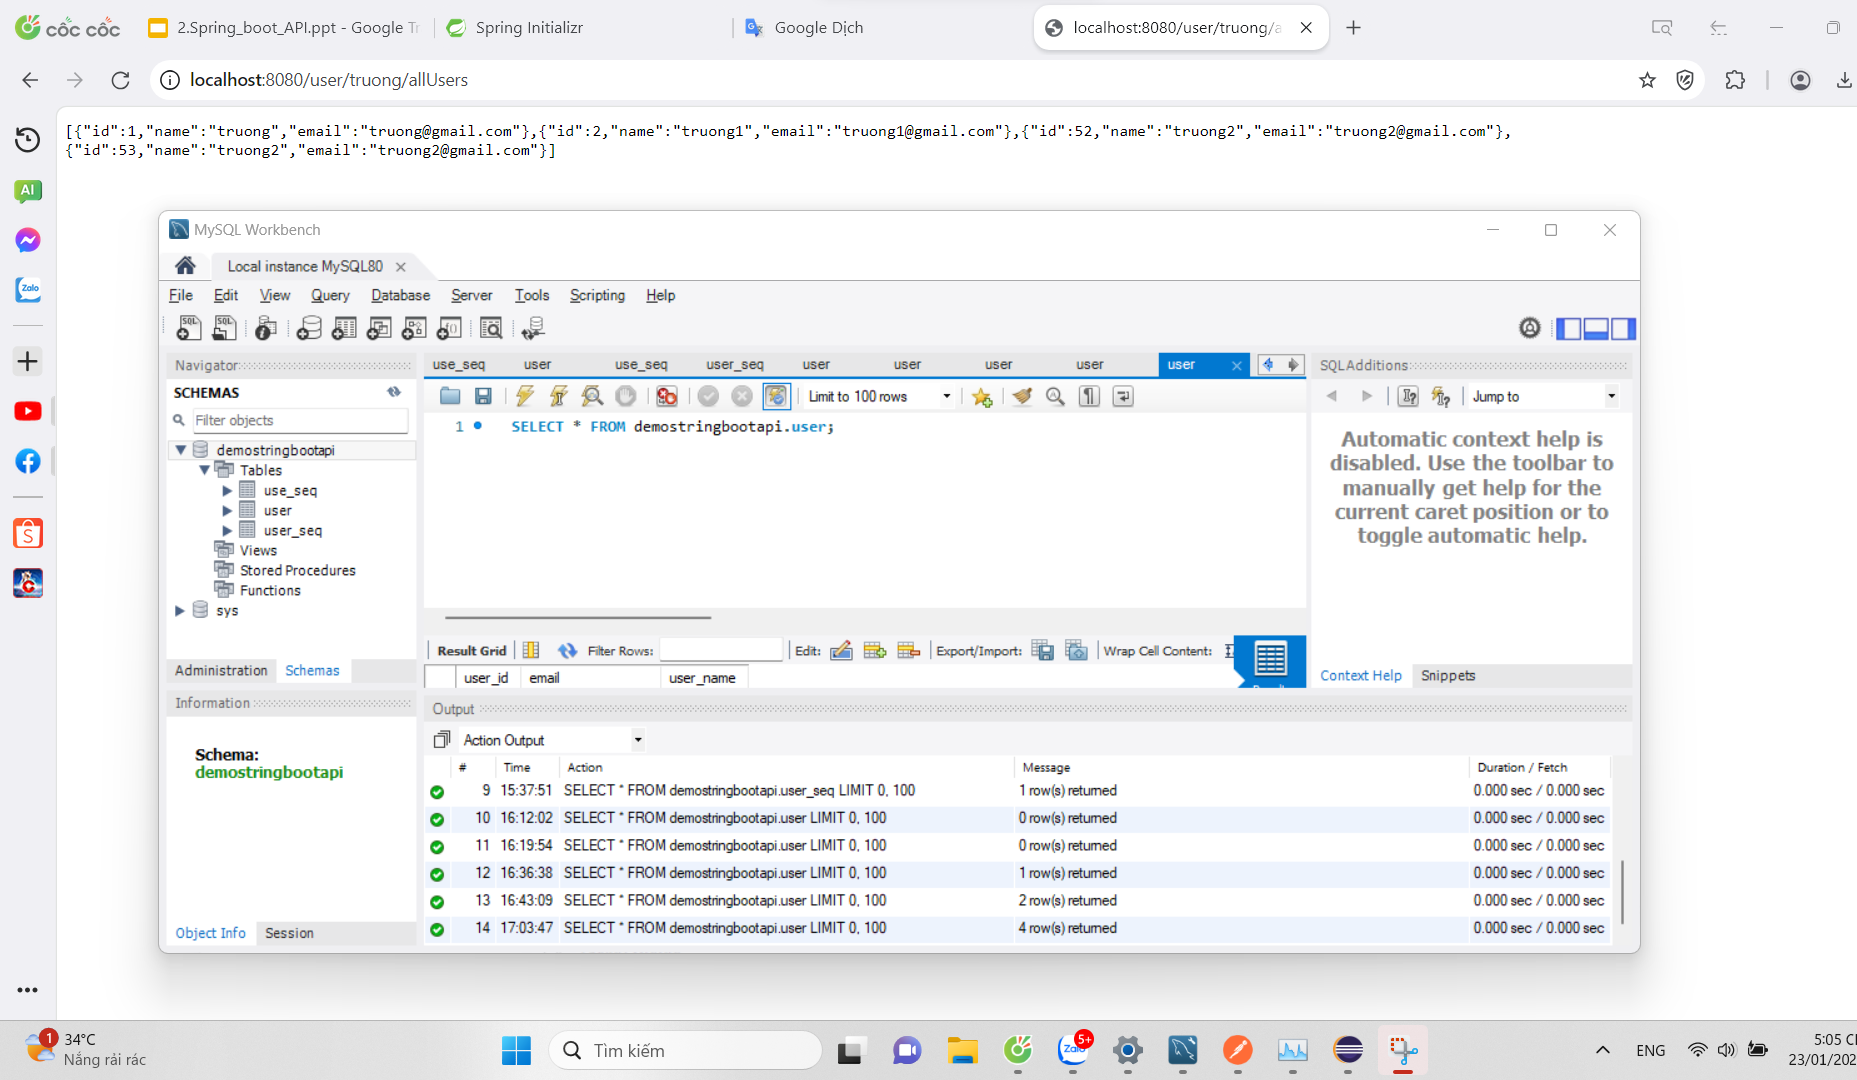 cốc cốc
2.Spring_boot_API.ppt - Google Tr
Spring Initializr
Google Dịch
localhost:8080/user/truong/a
localhost:8080/user/truong/allUsers
[{"id":1,"name":"truong","email":"truong@gmail.com"},{"id":2,"name":"truong1","email":"truong1@gmail.com"},{"id":52,"name":"truong2","email":"truong2@gmail.com"},
{"id":53,"name":"truong2","email":"truong2@gmail.com"}]
AI
Zalo
MySQL Workbench
Local instance MySQL80
File Edit View Query Database Server Tools Scripting Help
Navigator
SCHEMAS
Filter objects
demostringbootapi
Tables
use_seq
user
user_seq
Views
Stored Procedures
Functions
sys
Administration Schemas
Information
Schema:
demostringbootapi
Object Info Session
use_seq user use_seq user_seq user user user user user
Limit to 100 rows
1 SELECT * FROM demostringbootapi.user;
Result Grid Filter Rows: Edit: Export/Import: Wrap Cell Content:
user_id email user_name
SQLAdditions
Jump to
Automatic context help is
disabled. Use the toolbar to
manually get help for the
current caret position or to
toggle automatic help.
Context Help Snippets
Output
Action Output
# Time Action Message Duration / Fetch
9 15:37:51 SELECT * FROM demostringbootapi.user_seq LIMIT 0, 100 1 row(s) returned 0.000 sec / 0.000 sec
10 16:12:02 SELECT * FROM demostringbootapi.user LIMIT 0, 100 0 row(s) returned 0.000 sec / 0.000 sec
11 16:19:54 SELECT * FROM demostringbootapi.user LIMIT 0, 100 0 row(s) returned 0.000 sec / 0.000 sec
12 16:36:38 SELECT * FROM demostringbootapi.user LIMIT 0, 100 1 row(s) returned 0.000 sec / 0.000 sec
13 16:43:09 SELECT * FROM demostringbootapi.user LIMIT 0, 100 2 row(s) returned 0.000 sec / 0.000 sec
14 17:03:47 SELECT * FROM demostringbootapi.user LIMIT 0, 100 4 row(s) returned 0.000 sec / 0.000 sec
1
34°C
Nắng rải rác
Tìm kiếm
Zalo
5+
ENG
5:05 CI
23/01/202